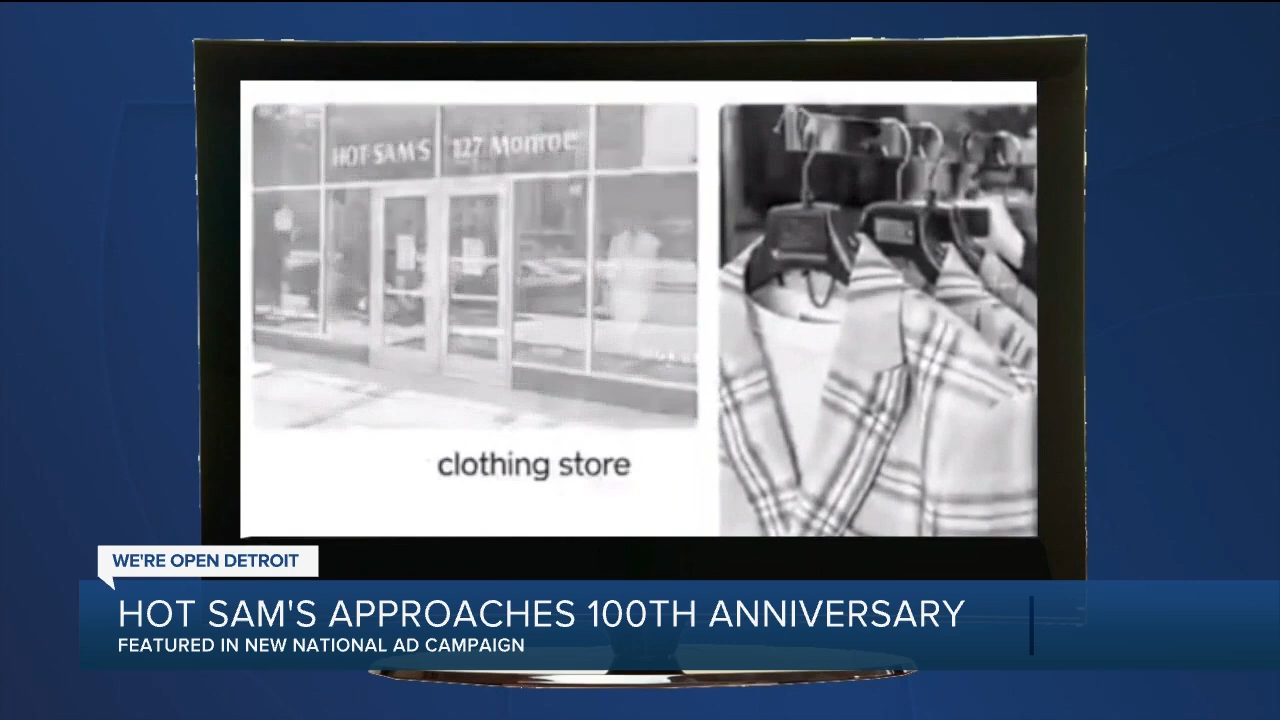 HOT SAM'S 127 Monroe
clothing store
WE'RE OPEN DETROIT
HOT SAM'S APPROACHES 100TH ANNIVERSARY
FEATURED IN NEW NATIONAL AD CAMPAIGN